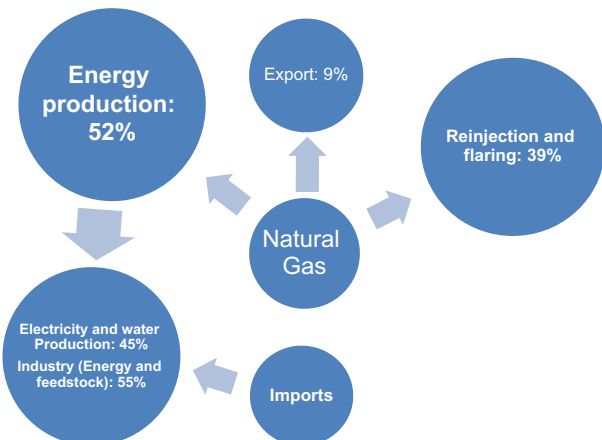 Energy
production:
52%
Export: 9%
Reinjection and
flaring: 39%
Natural
Gas
Electricity and water
Production: 45%
Industry (Energy and
feedstock): 55%
Imports